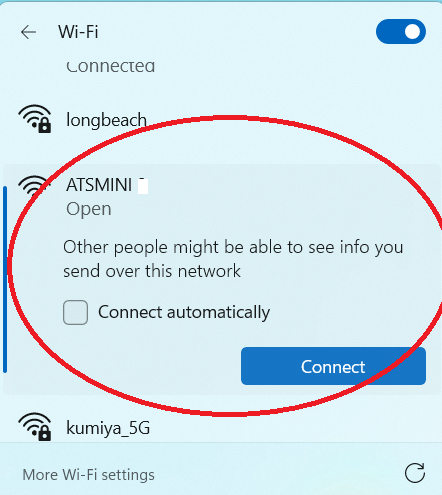 Wi-Fi
Connected
longbeach
ATSMINI
Open
Other people might be able to see info you
send over this network
Connect automatically
Connect
kumiya_5G
More Wi-Fi settings